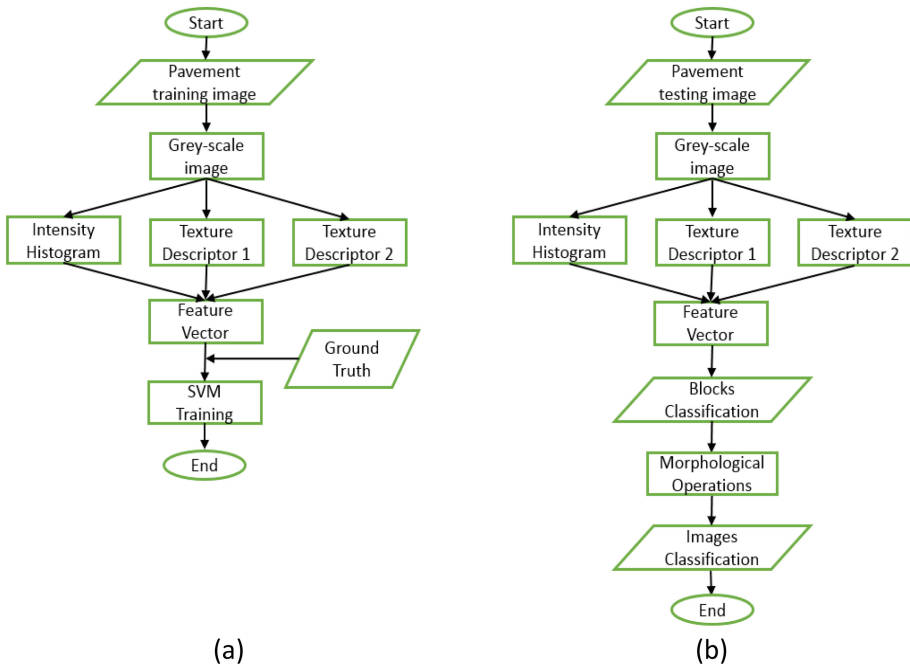 Start
Pavement
training image
Grey-scale
image
Intensity
Histogram
Texture
Descriptor 1
Texture
Descriptor 2
Feature
Vector
Ground
Truth
SVM
Training
End
(a)
Start
Pavement
testing image
Grey-scale
image
Intensity
Histogram
Texture
Descriptor 1
Texture
Descriptor 2
Feature
Vector
Blocks
Classification
Morphological
Operations
Images
Classification
End
(b)